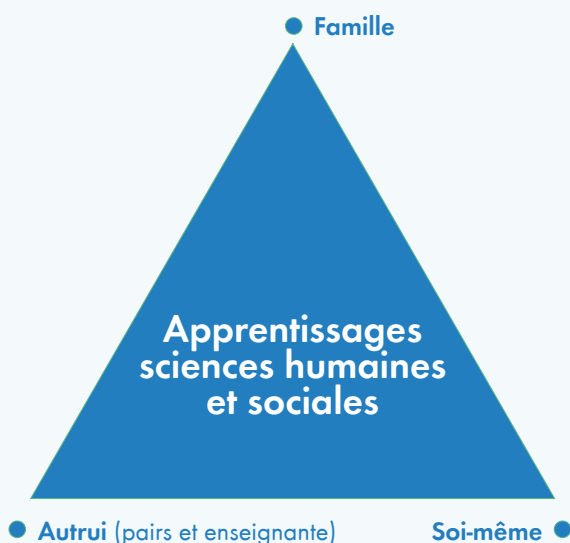 Famille
Apprentissages
sciences humaines
et sociales
Autrui (pairs et enseignante)
Soi-même